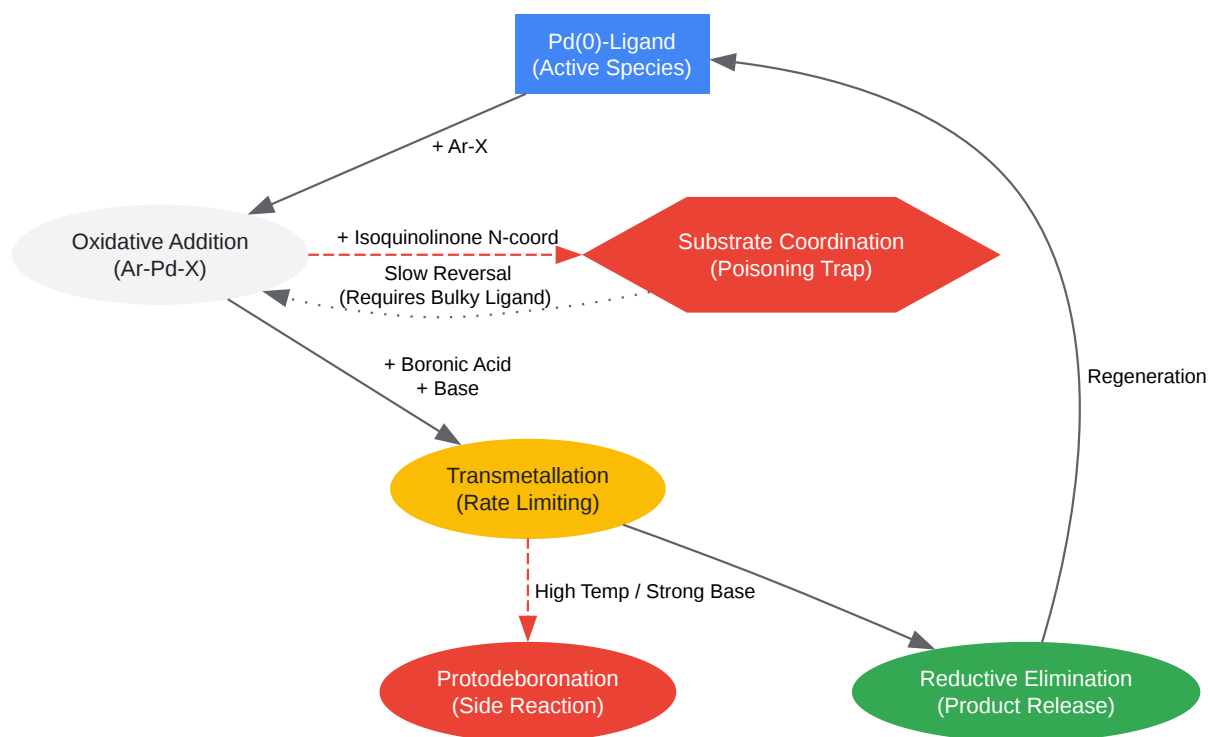 Pd(0)-Ligand
(Active Species)
+ Ar-X
Oxidative Addition
(Ar-Pd-X)
+ Isoquinolinone N-coord
Substrate Coordination
(Poisoning Trap)
Slow Reversal
(Requires Bulky Ligand)
+ Boronic Acid
+ Base
Regeneration
Transmetallation
(Rate Limiting)
High Temp / Strong Base
Protodeboronation
(Side Reaction)
Reductive Elimination
(Product Release)